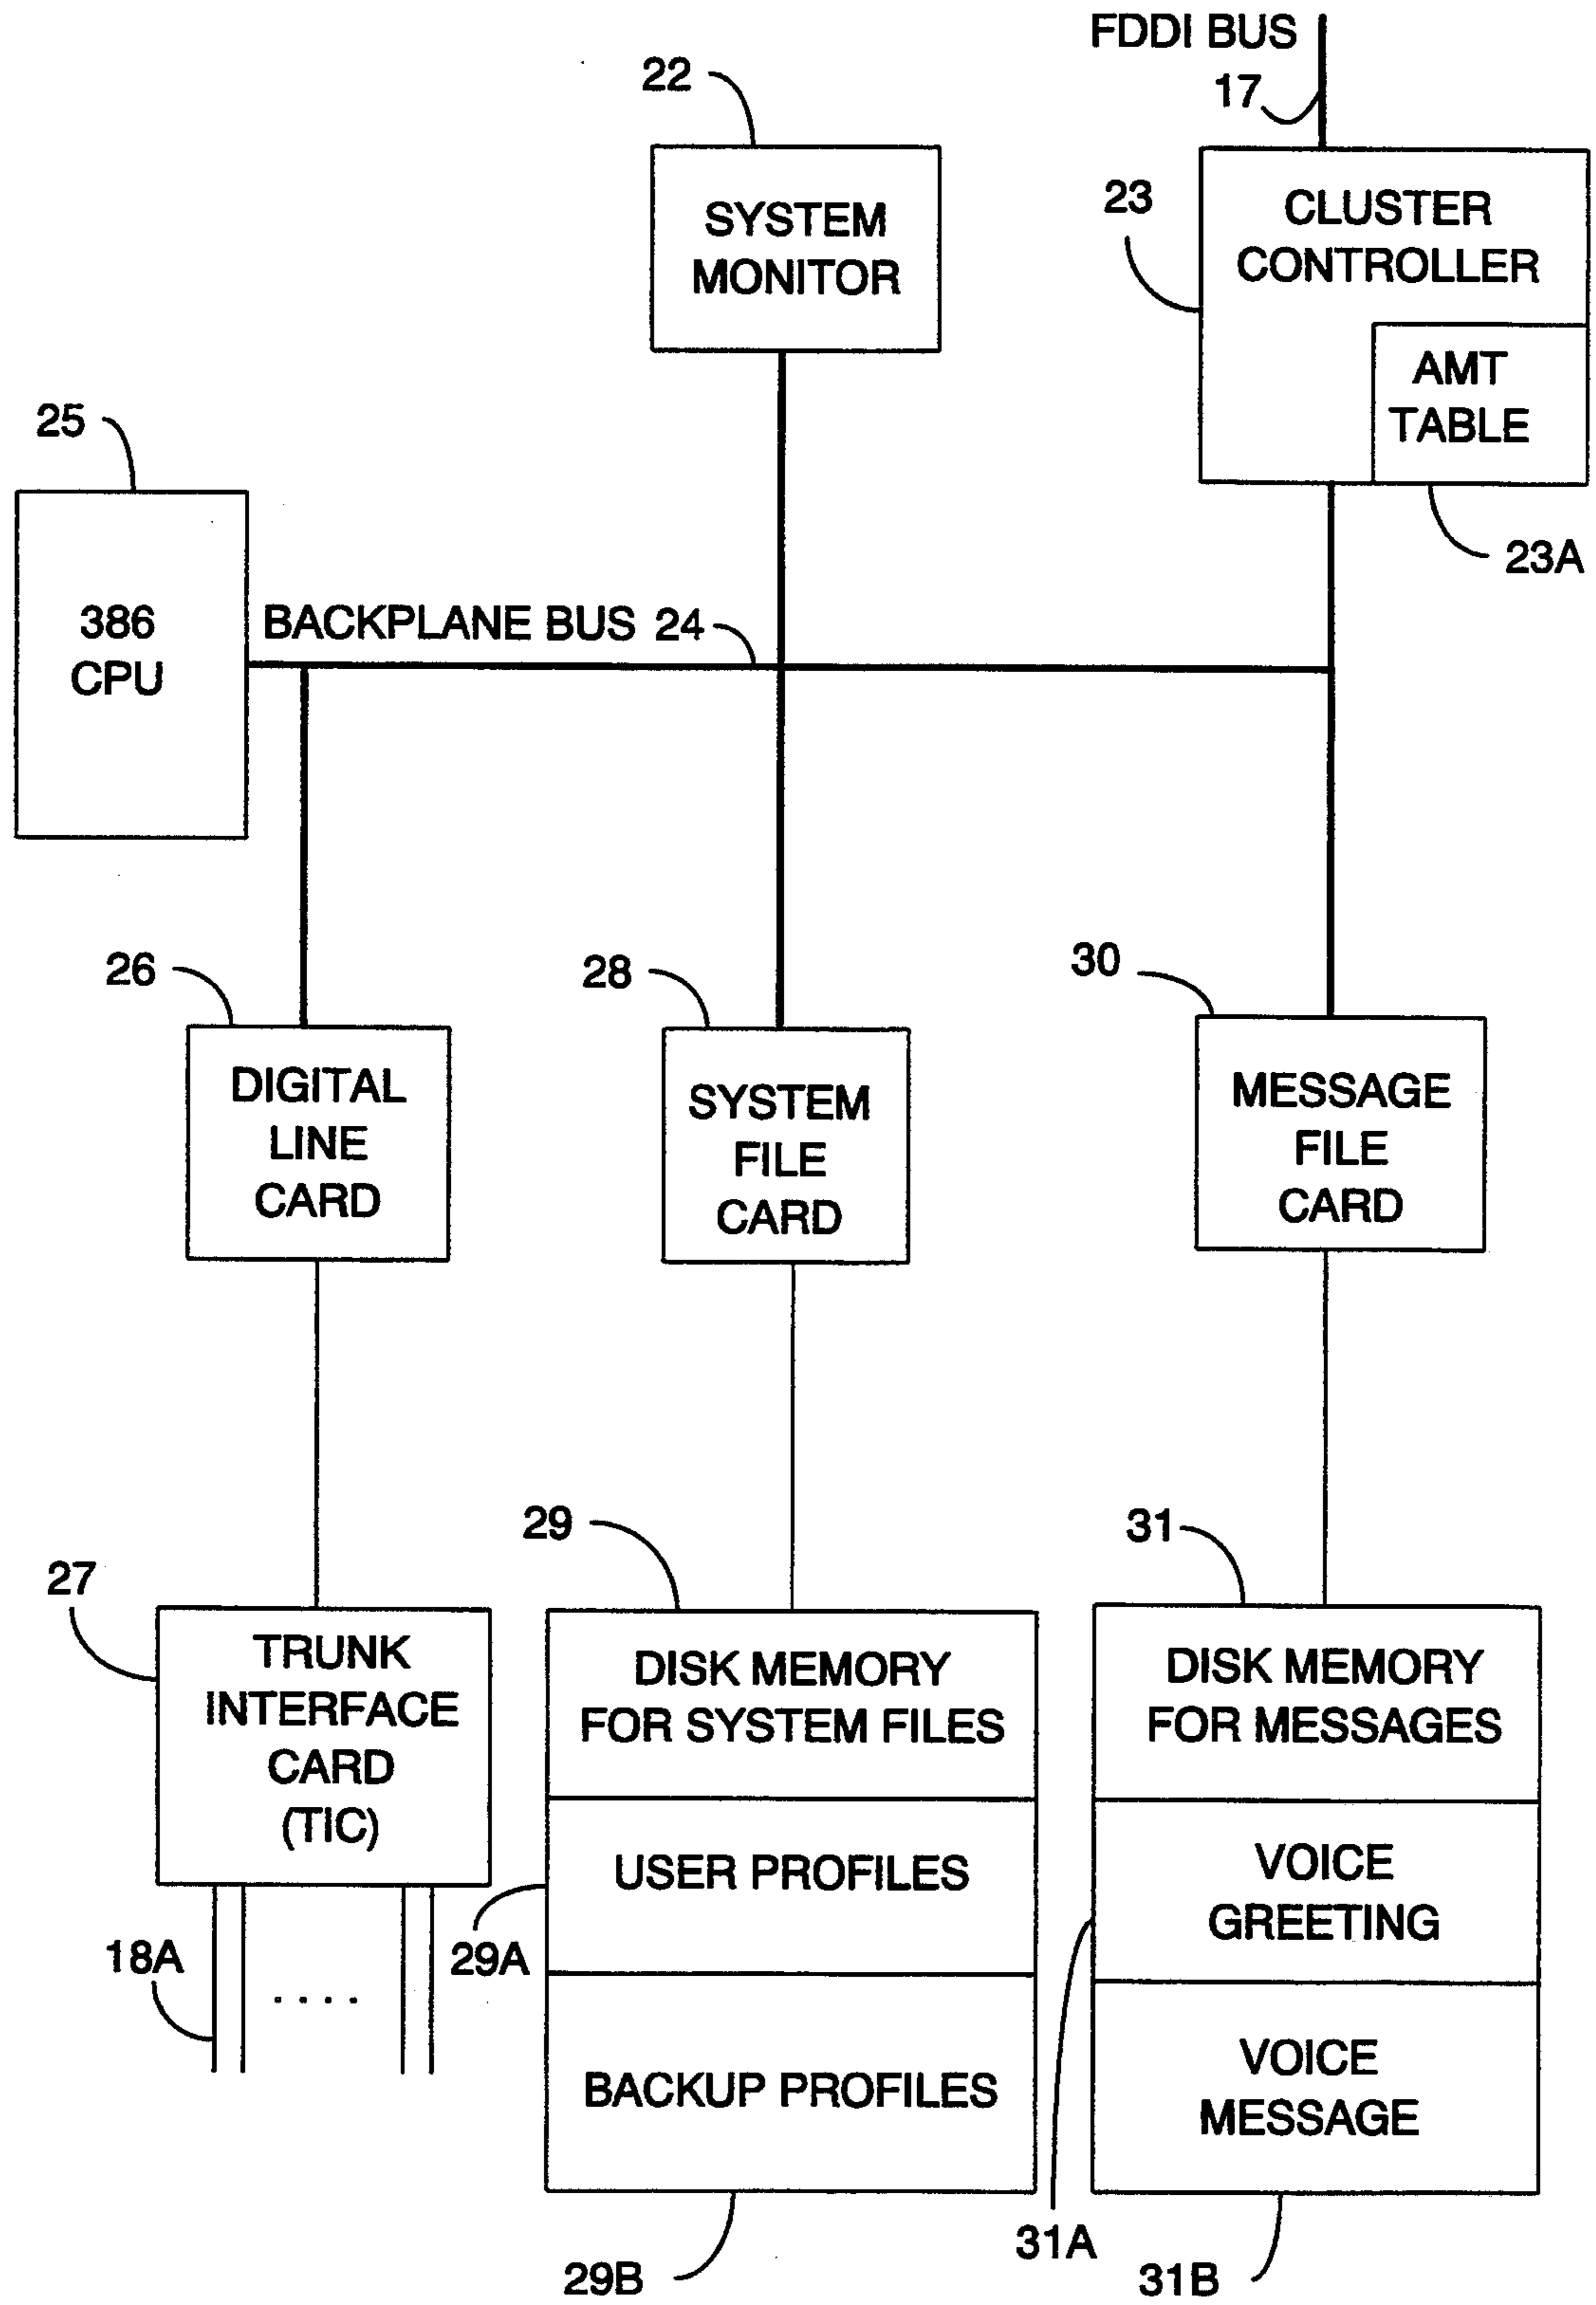 FDDI BUS
17
22
SYSTEM
MONITOR
23
CLUSTER
CONTROLLER
AMT
TABLE
23A
25
386
CPU
BACKPLANE BUS 24
26
DIGITAL
LINE
CARD
28
SYSTEM
FILE
CARD
30
MESSAGE
FILE
CARD
27
TRUNK
INTERFACE
CARD
(TIC)
18A
....
29
DISK MEMORY
FOR SYSTEM FILES
USER PROFILES
29A
BACKUP PROFILES
29B
31
DISK MEMORY
FOR MESSAGES
VOICE
GREETING
31A
VOICE
MESSAGE
31B